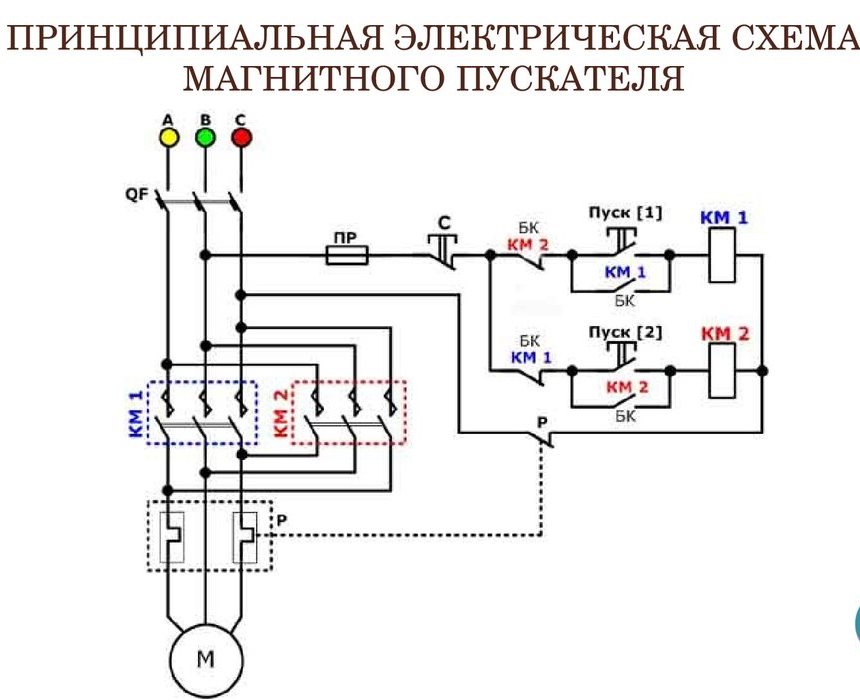 ПРИНЦИПИАЛЬНАЯ ЭЛЕКТРИЧЕСКАЯ СХЕМА
МАГНИТНОГО ПУСКАТЕЛЯ
A B C
QF
ПР
С
БК
КМ 2
Пуск [1]
КМ 1
КМ 1
БК
БК
КМ 1
Пуск [2]
КМ 2
КМ 2
БК
КМ 1
КМ 2
Р
Р
М